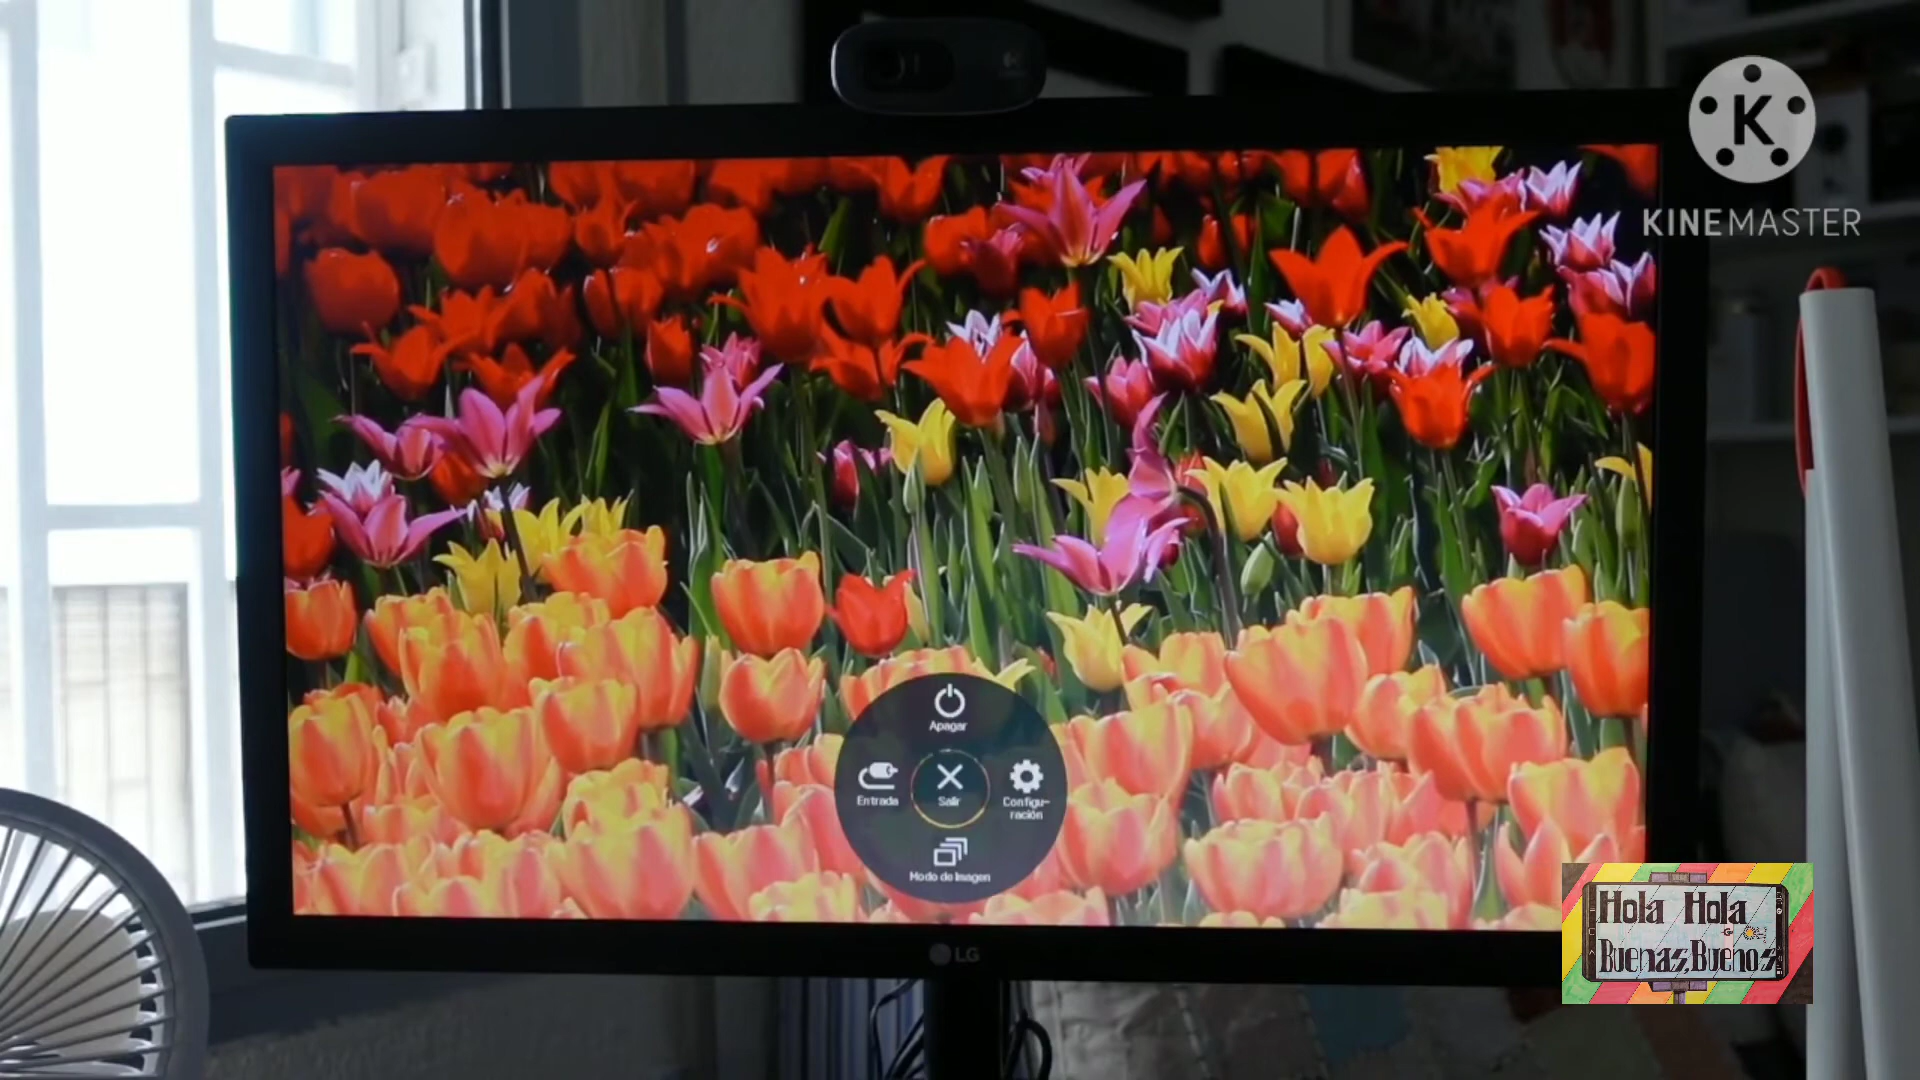 K
KINEMASTER
Apagar
Entrada
Salir
Configu-
ración
Modo de Imagen
LG
Hola Hola
Buenas, Buenos